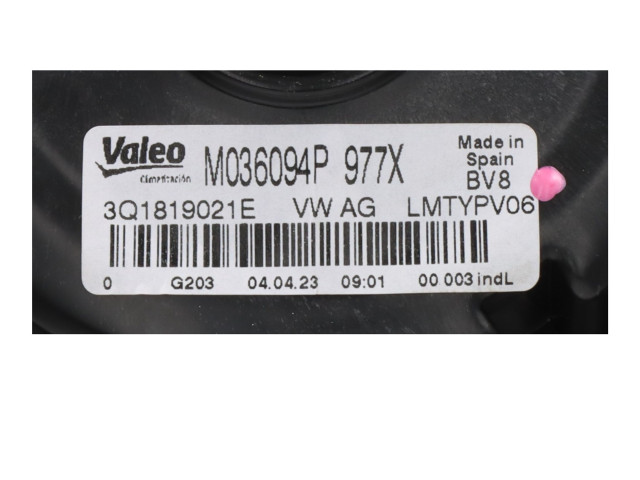 Valeo
Climatización
M036094P 977X
Made in
Spain
BV8
3Q1819021E VW AG LMTYPV06
0 G203 04.04.23 09:01 00 003 indL